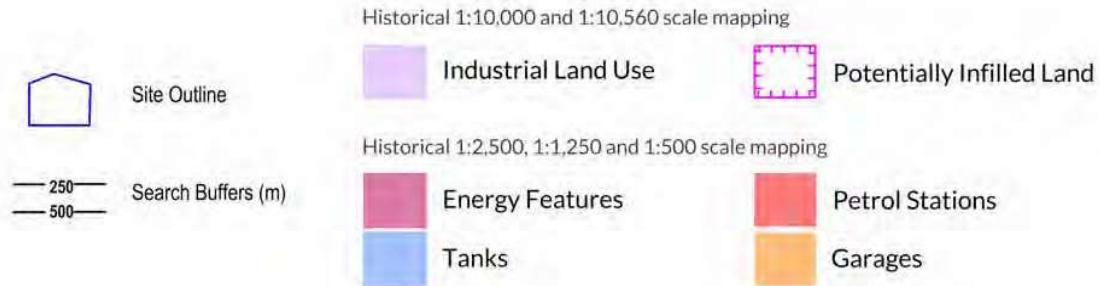 Historical 1:10,000 and 1:10,560 scale mapping
Industrial Land Use
Potentially Infilled Land
Site Outline
Historical 1:2,500, 1:1,250 and 1:500 scale mapping
250
500
Search Buffers (m)
Energy Features
Petrol Stations
Tanks
Garages